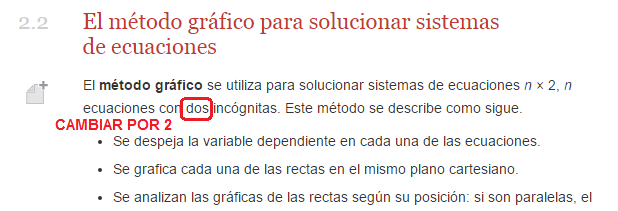 2.2 El método gráfico para solucionar sistemas
de ecuaciones
El método gráfico se utiliza para solucionar sistemas de ecuaciones n × 2, n
ecuaciones con dos incógnitas. Este método se describe como sigue.
CAMBIAR POR 2
• Se despeja la variable dependiente en cada una de las ecuaciones.
• Se grafica cada una de las rectas en el mismo plano cartesiano.
• Se analizan las gráficas de las rectas según su posición: si son paralelas, el